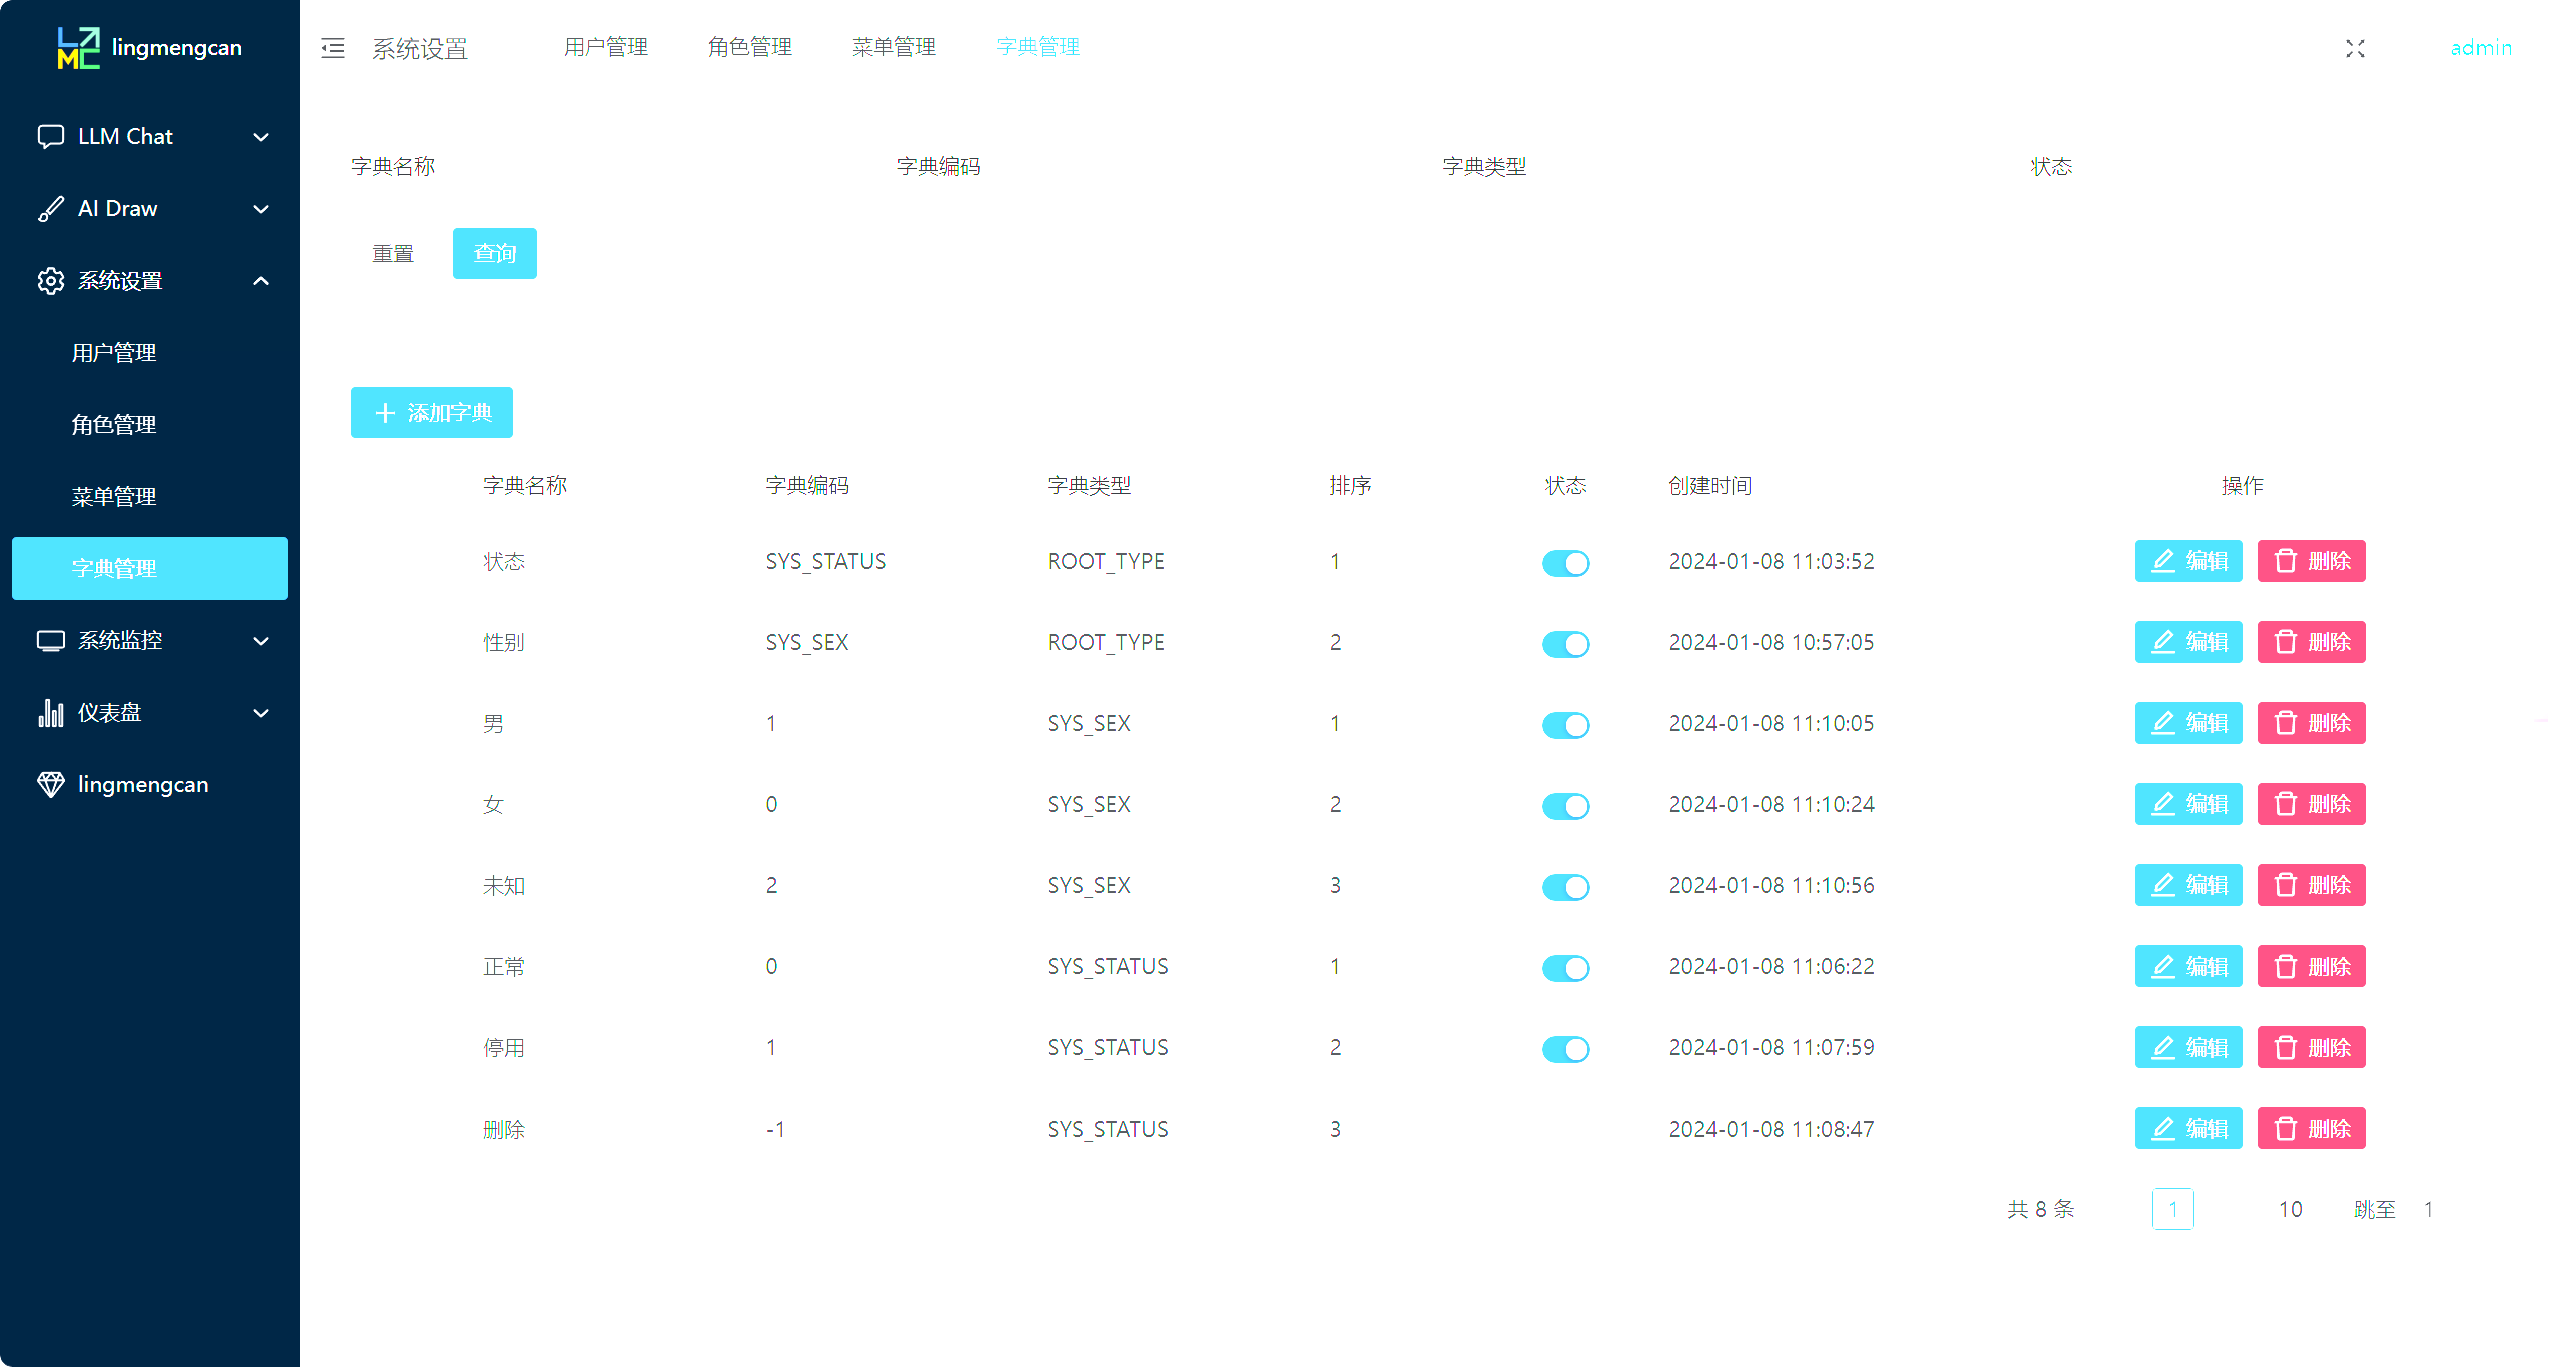 lingmengcan
系统设置 用户管理 角色管理 菜单管理 字典管理 admin
LLM Chat
AI Draw
系统设置
用户管理
角色管理
菜单管理
字典管理
系统监控
仪表盘
lingmengcan
字典名称 字典编码 字典类型 状态
重置 查询
添加字典
字典名称 字典编码 字典类型 排序 状态 创建时间 操作
状态 SYS_STATUS ROOT_TYPE 1 2024-01-08 11:03:52 编辑 删除
性别 SYS_SEX ROOT_TYPE 2 2024-01-08 10:57:05 编辑 删除
男 1 SYS_SEX 1 2024-01-08 11:10:05 编辑 删除
女 0 SYS_SEX 2 2024-01-08 11:10:24 编辑 删除
未知 2 SYS_SEX 3 2024-01-08 11:10:56 编辑 删除
正常 0 SYS_STATUS 1 2024-01-08 11:06:22 编辑 删除
停用 1 SYS_STATUS 2 2024-01-08 11:07:59 编辑 删除
删除 -1 SYS_STATUS 3 2024-01-08 11:08:47 编辑 删除
共 8 条 1 10 跳至 1